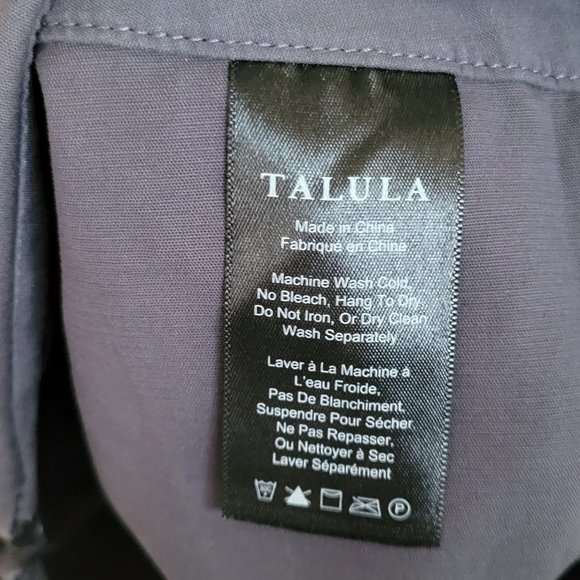 TALULA
Made in China
Fabriqué en Chine
Machine Wash Cold,
No Bleach, Hang To Dry,
Do Not Iron, Or Dry Clean
Wash Separately
Laver à La Machine à
L'eau Froide,
Pas De Blanchiment,
Suspendre Pour Sécher
Ne Pas Repasser,
Ou Nettoyer à Sec
Laver Séparément
P